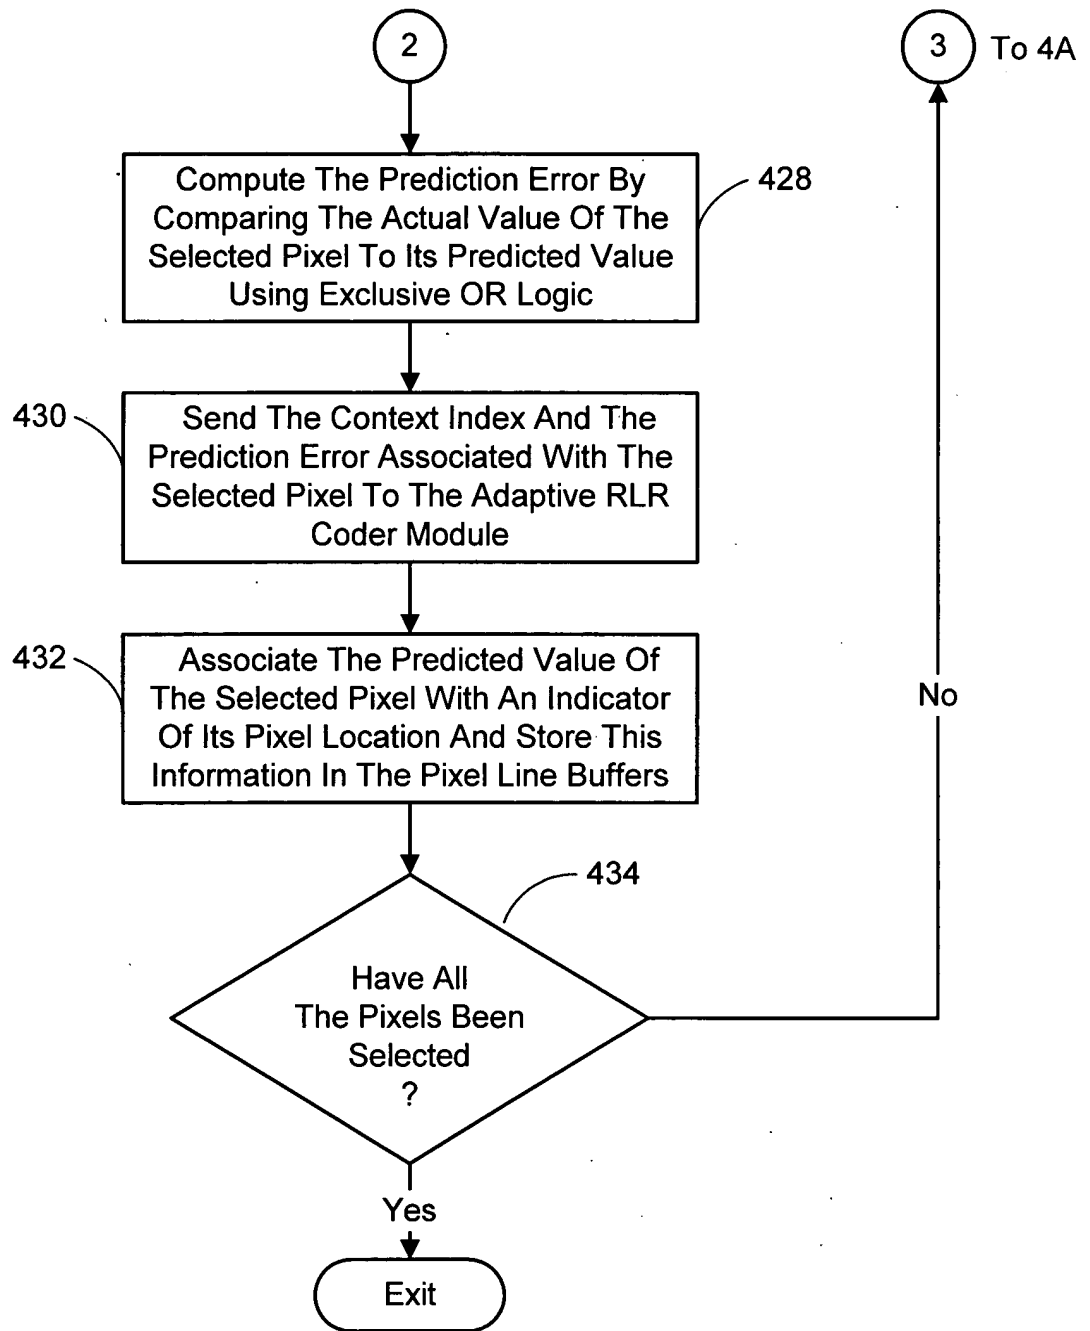 2
3
To 4A
Compute The Prediction Error By
Comparing The Actual Value Of The
Selected Pixel To Its Predicted Value
Using Exclusive OR Logic
428
430
Send The Context Index And The
Prediction Error Associated With The
Selected Pixel To The Adaptive RLR
Coder Module
432
Associate The Predicted Value Of
The Selected Pixel With An Indicator
Of Its Pixel Location And Store This
Information In The Pixel Line Buffers
No
434
Have All
The Pixels Been
Selected
?
Yes
Exit